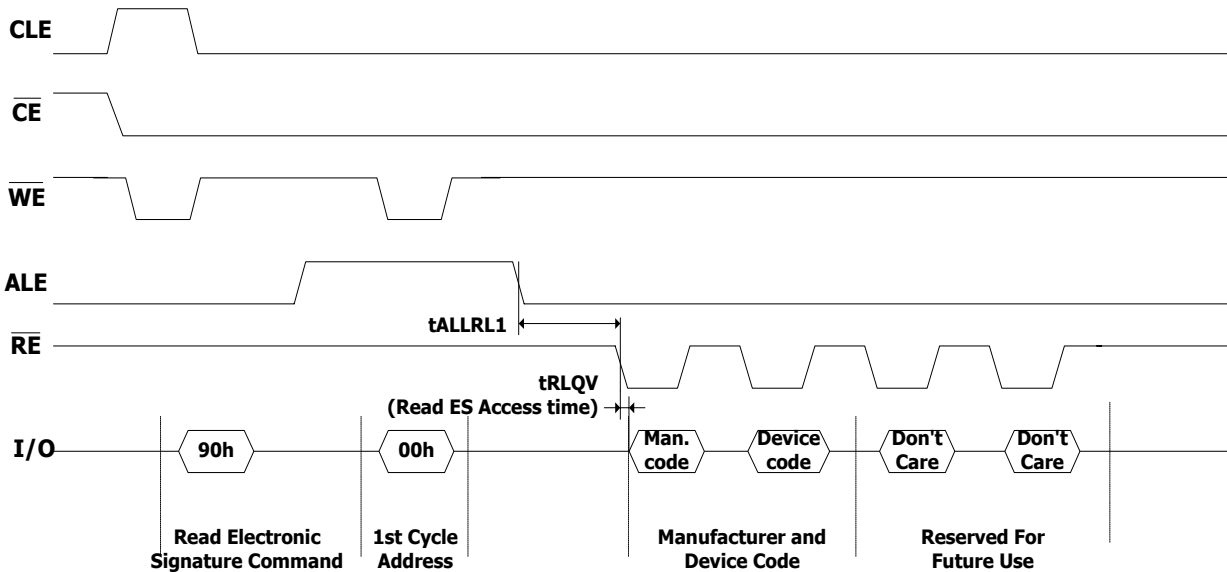 CLE
CE
WE
ALE
tALLRL1
RE
tRLQV
(Read ES Access time)
I/O
90h
00h
Man.
code
Device
code
Don't
Care
Don't
Care
Read Electronic
Signature Command
1st Cycle
Address
Manufacturer and
Device Code
Reserved For
Future Use